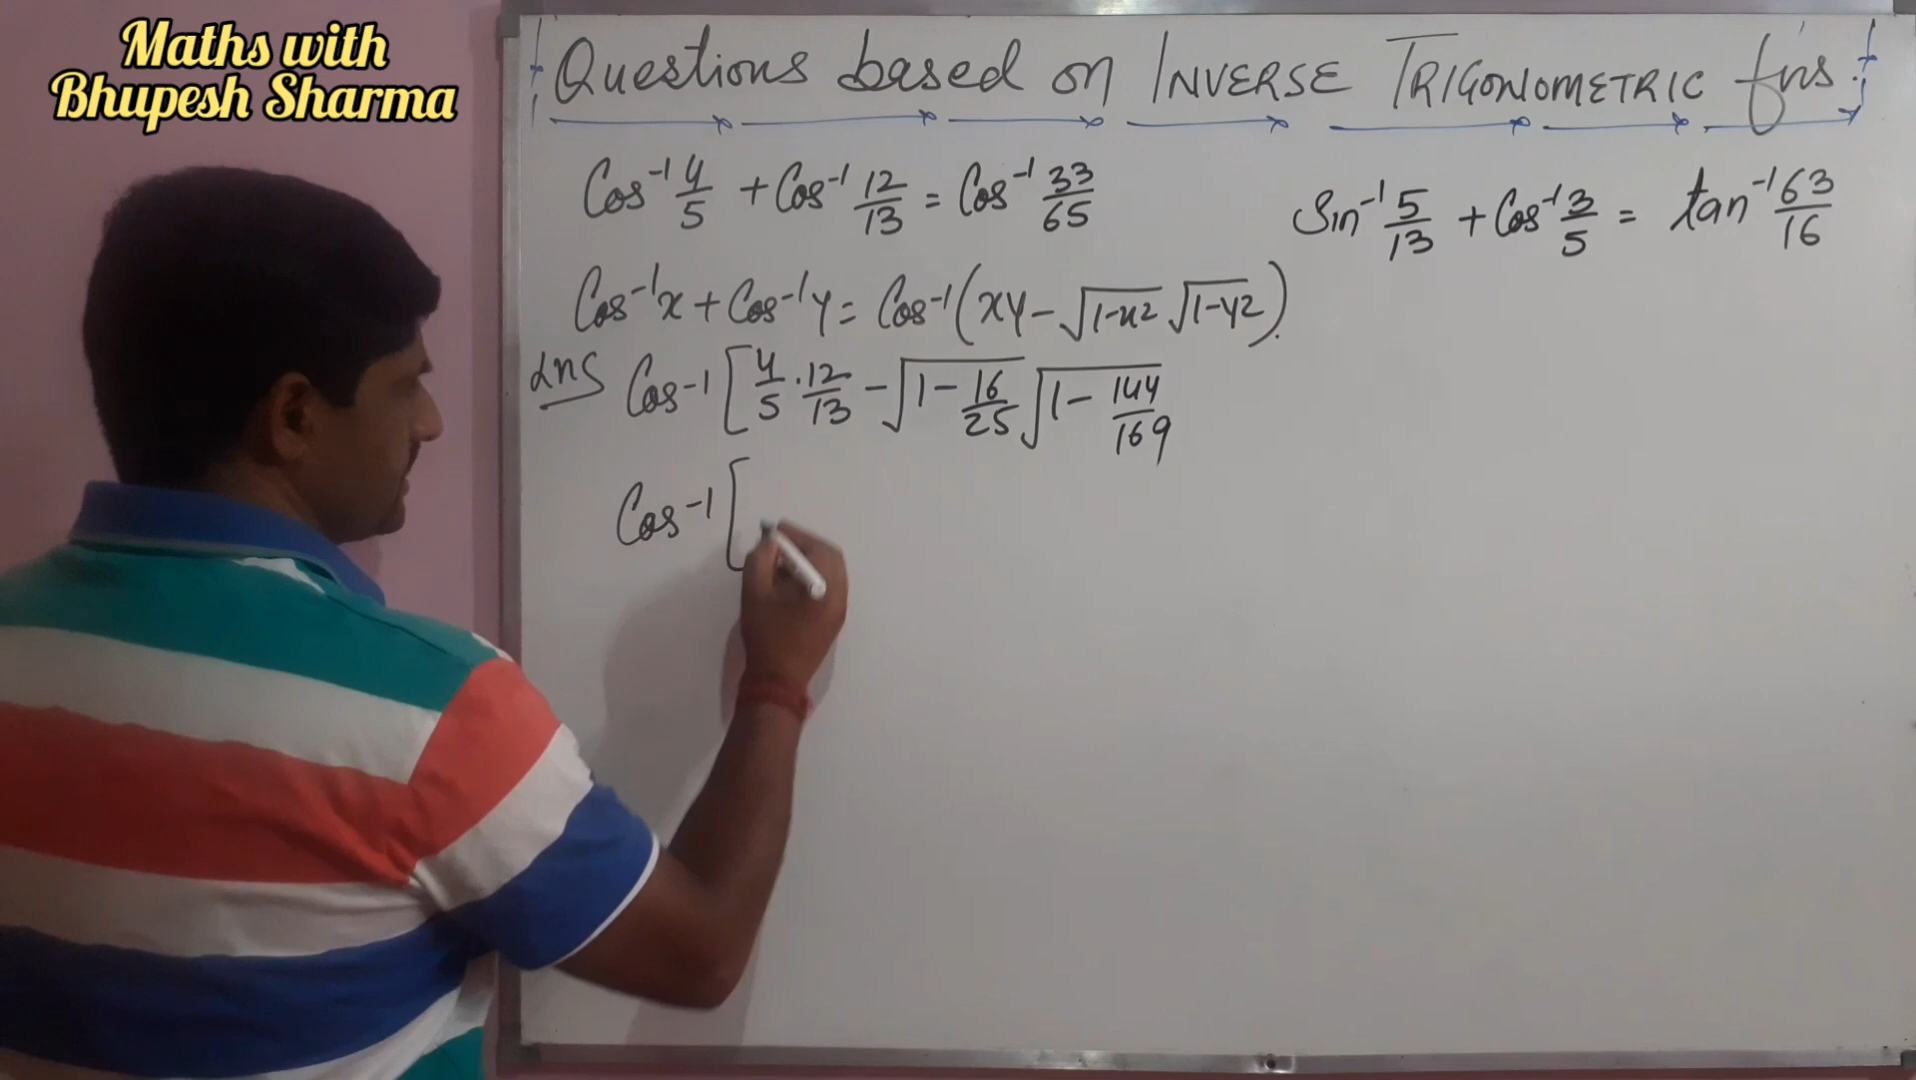 Maths with
Bhupesh Sharma
Questions based on INVERSE TRIGONOMETRIC fns.
Cos⁻¹ 4/5 + Cos⁻¹ 12/13 = Cos⁻¹ 33/65
Sin⁻¹ 5/13 + Cos⁻¹ 3/5 = tan⁻¹ 63/16
Cos⁻¹x + Cos⁻¹y = Cos⁻¹(xy - √1-x² √1-y²).
LHS Cos⁻¹[4/5 · 12/13 - √1 - 16/25 √1 - 144/169
Cos⁻¹[